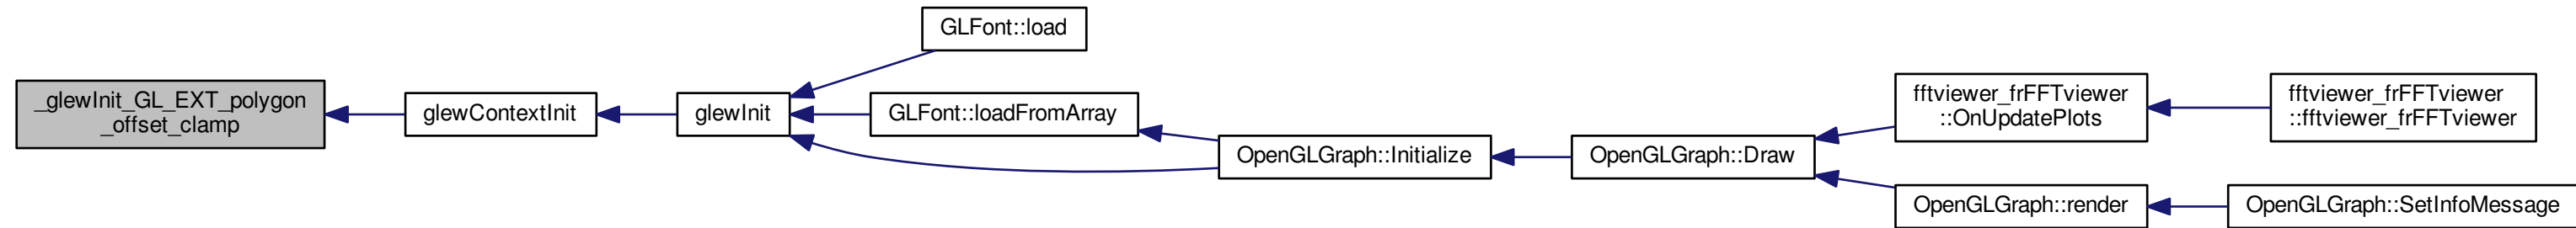 _glewInit_GL_EXT_polygon
_offset_clamp
glewContextInit
glewInit
GLFont::load
GLFont::loadFromArray
OpenGLGraph::Initialize
OpenGLGraph::Draw
fftviewer_frFFTviewer
::OnUpdatePlots
fftviewer_frFFTviewer
::fftviewer_frFFTviewer
OpenGLGraph::render
OpenGLGraph::SetInfoMessage